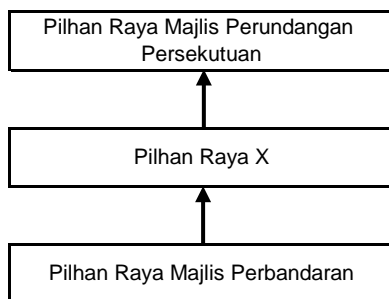 Pilhan Raya Majlis Perundangan
Persekutuan
Pilhan Raya X
Pilhan Raya Majlis Perbandaran